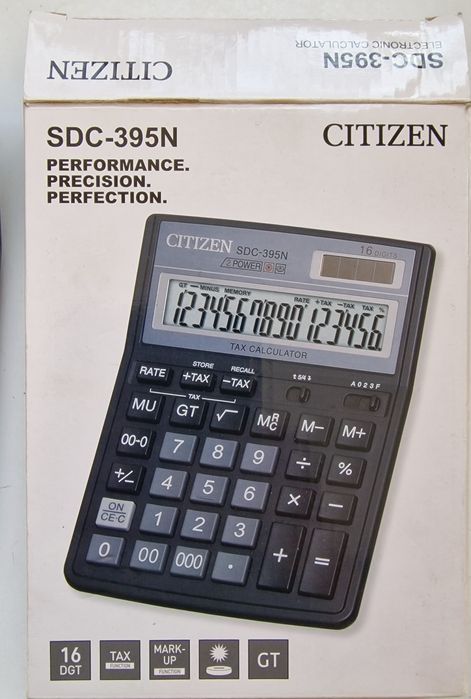 SDC-395N
ELECTRONIC CALCULATOR
CITIZEN
SDC-395N
CITIZEN
PERFORMANCE.
PRECISION.
PERFECTION.
CITIZEN SDC-395N
16 DIGITS
2 POWER
GT MINUS MEMORY RATE +TAX -TAX TAX %
1234567890123456
TAX CALCULATOR
STORE RECALL
RATE +TAX -TAX
TAX
↑ 5/4 ↓
A 0 2 3 F
MU GT √ MRC M− M+
00→0 7 8 9 ÷ %
+/− 4 5 6 × −
ON
CE·C 1 2 3 + =
0 00 000 •
16
DGT
TAX
FUNCTION
MARK-
UP
FUNCTION
GT